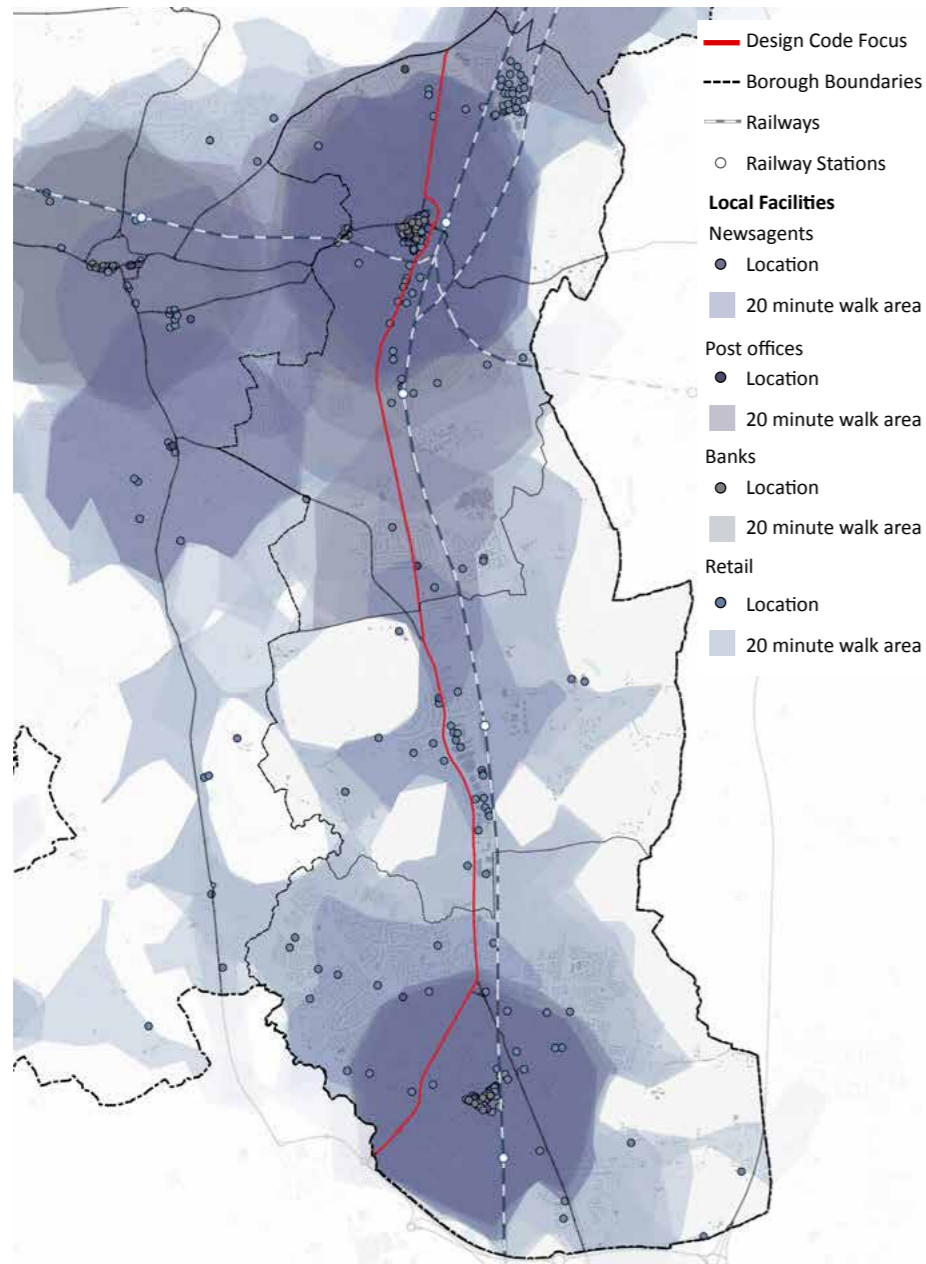 Design Code Focus
Borough Boundaries
Railways
Railway Stations
Local Facilities
Newsagents
Location
20 minute walk area
Post offices
Location
20 minute walk area
Banks
Location
20 minute walk area
Retail
Location
20 minute walk area